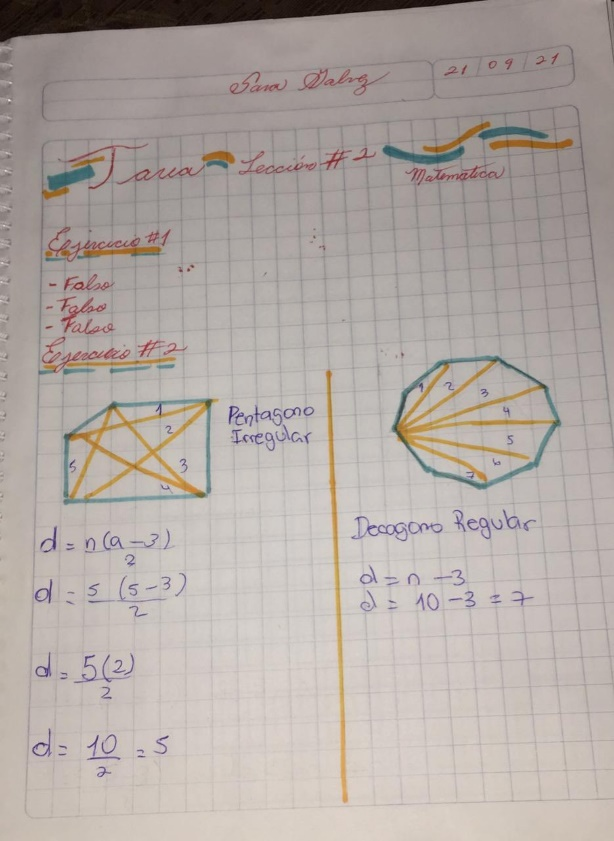 Sara Galvez
21/09/21
Tarea Lección #2
Matematica
Ejercicio #1
- Falso
- Falso
- Falso
Ejercicio #2
1
2
3
4
5
Pentagono
Irregular
d = n(a-3)
2
d = 5 (5-3)
2
d = 5(2)
2
d = 10 = 5
2
1
2
3
4
5
6
7
Decagono Regular
d = n - 3
d = 10 - 3 = 7